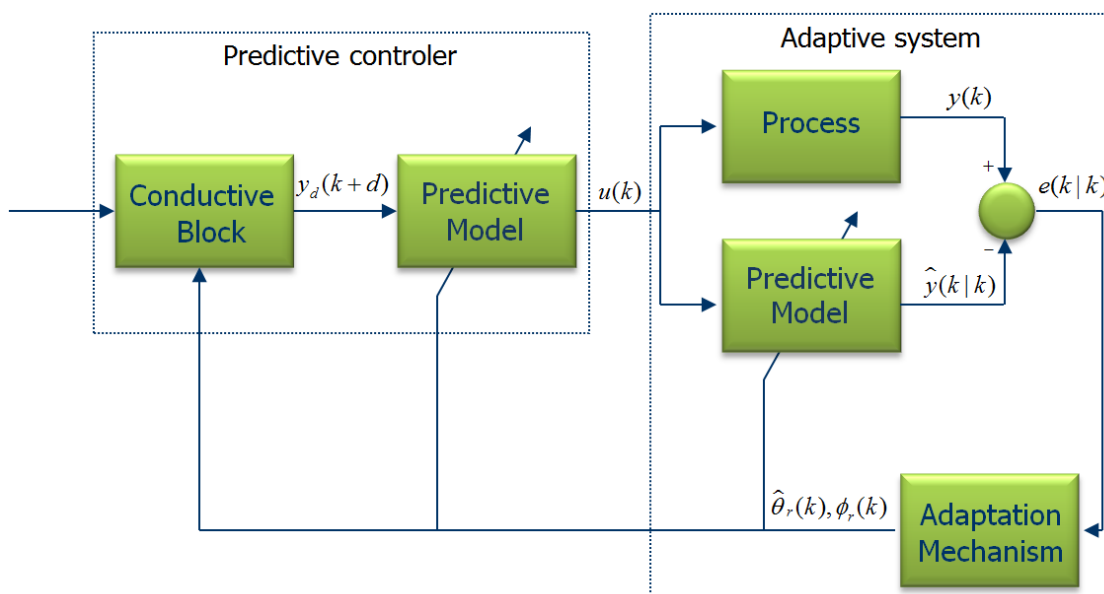 Predictive controler
Adaptive system
Conductive
Block
y_d(k+d)
Predictive
Model
u(k)
Process
y(k)
+
e(k|k)
−
Predictive
Model
ŷ(k|k)
θ̂_r(k),ϕ_r(k)
Adaptation
Mechanism